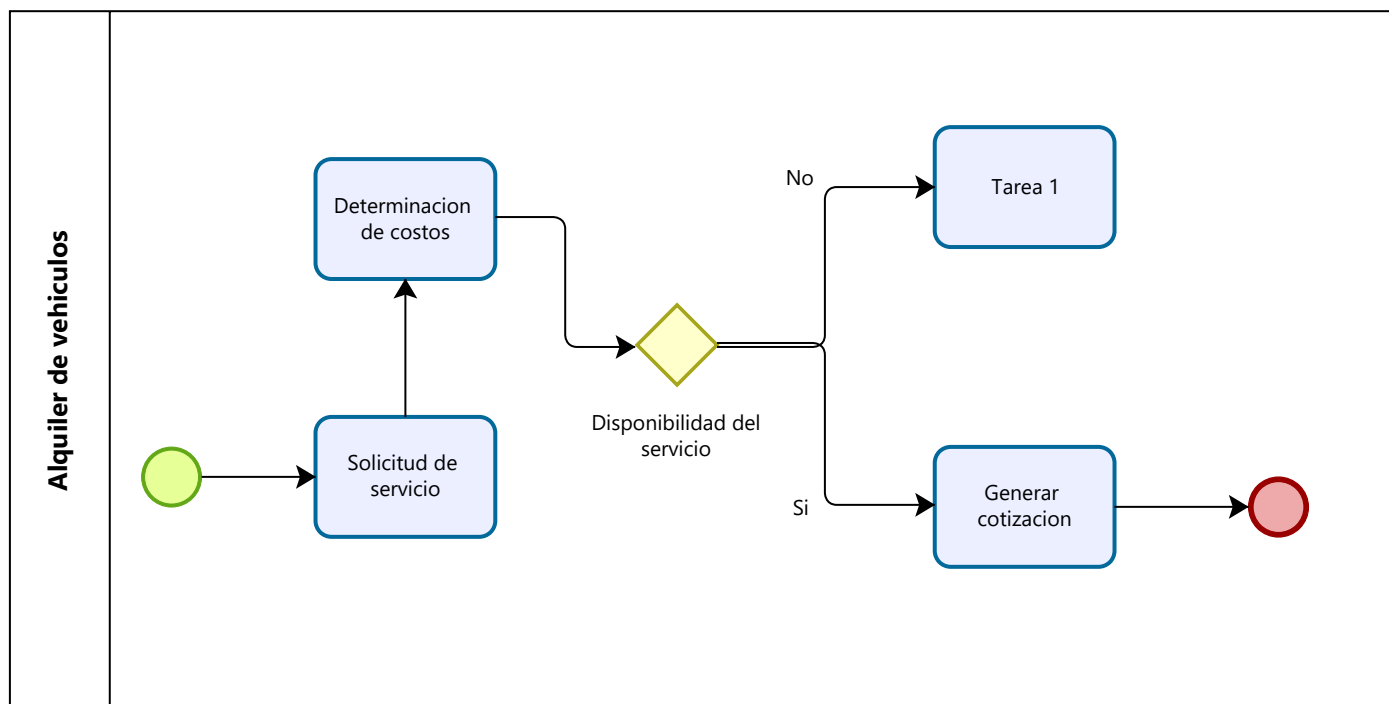 Alquiler de vehiculos
Determinacion
de costos
Solicitud de
servicio
Disponibilidad del
servicio
No
Tarea 1
Si
Generar
cotizacion